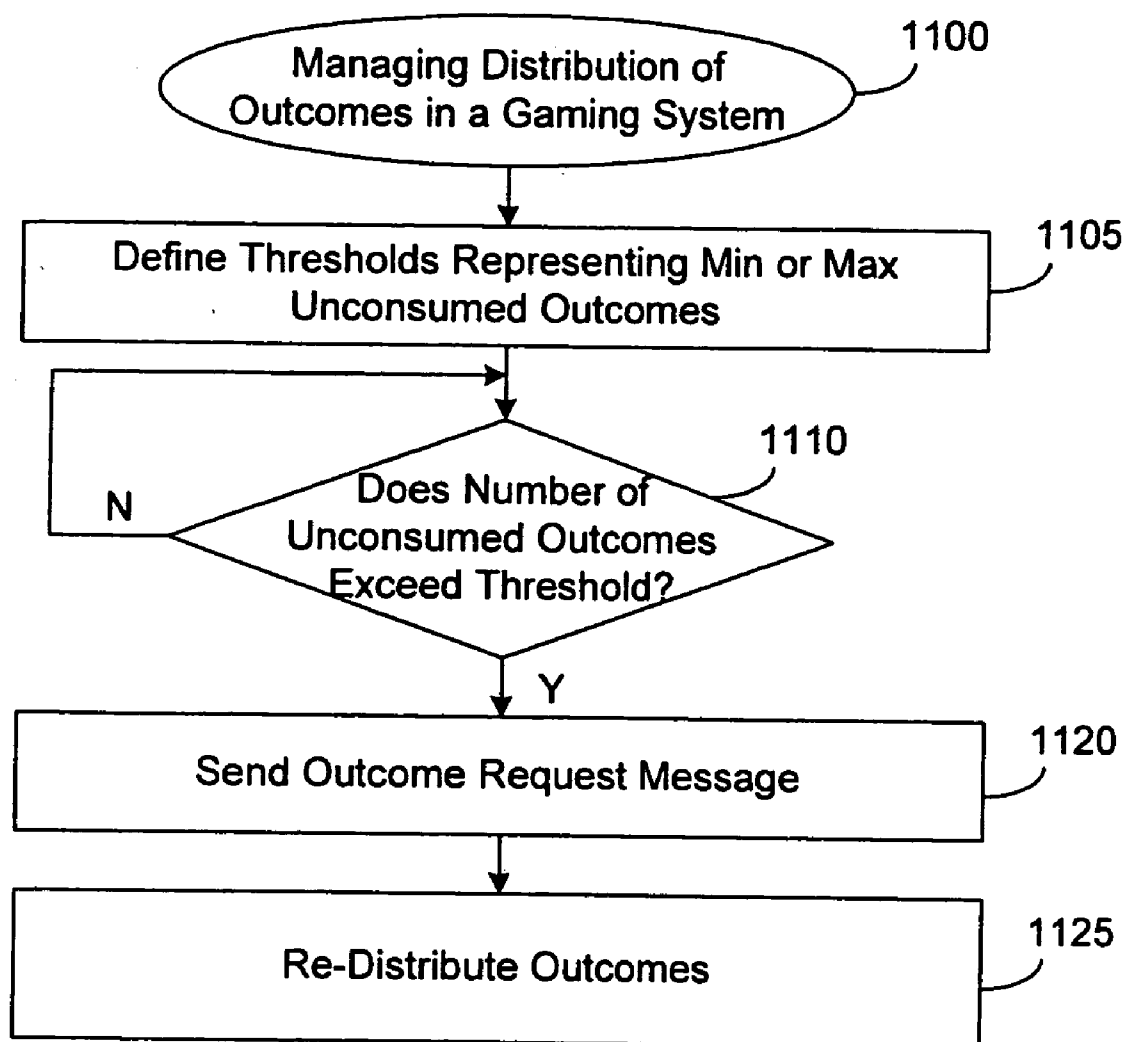 1100
Managing Distribution of
Outcomes in a Gaming System
1105
Define Thresholds Representing Min or Max
Unconsumed Outcomes
1110
Does Number of
Unconsumed Outcomes
Exceed Threshold?
N
Y
1120
Send Outcome Request Message
1125
Re-Distribute Outcomes